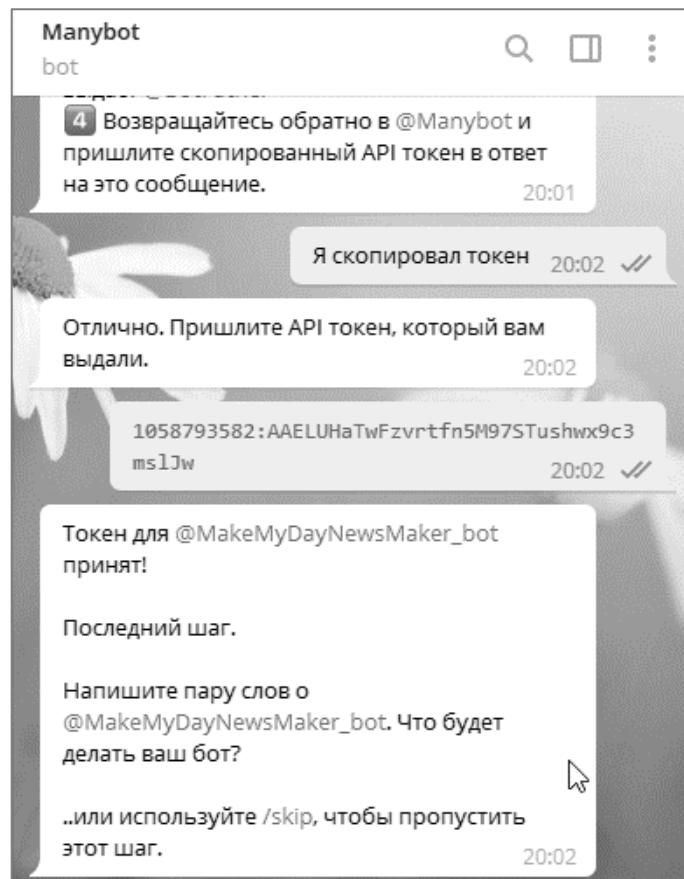 Manybot
bot
4 Возвращайтесь обратно в @Manybot и
пришлите скопированный API токен в ответ
на это сообщение.
20:01
Я скопировал токен 20:02
Отлично. Пришлите API токен, который вам
выдали.
20:02
1058793582:AAELUHaTwFzvrtfn5M97STushwx9c3
mslJw
20:02
Токен для @MakeMyDayNewsMaker_bot
принят!
Последний шаг.
Напишите пару слов о
@MakeMyDayNewsMaker_bot. Что будет
делать ваш бот?
..или используйте /skip, чтобы пропустить
этот шаг.
20:02